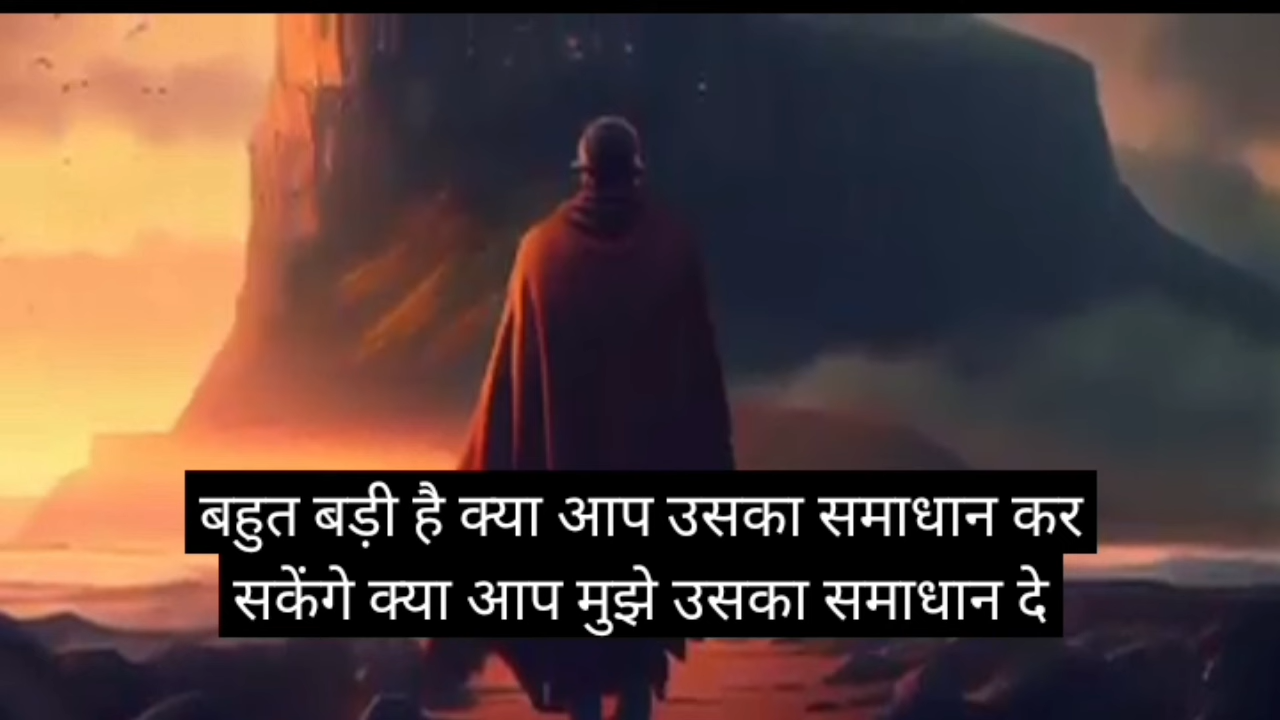 बहुत बड़ी है क्या आप उसका समाधान कर
सकेंगे क्या आप मुझे उसका समाधान दे